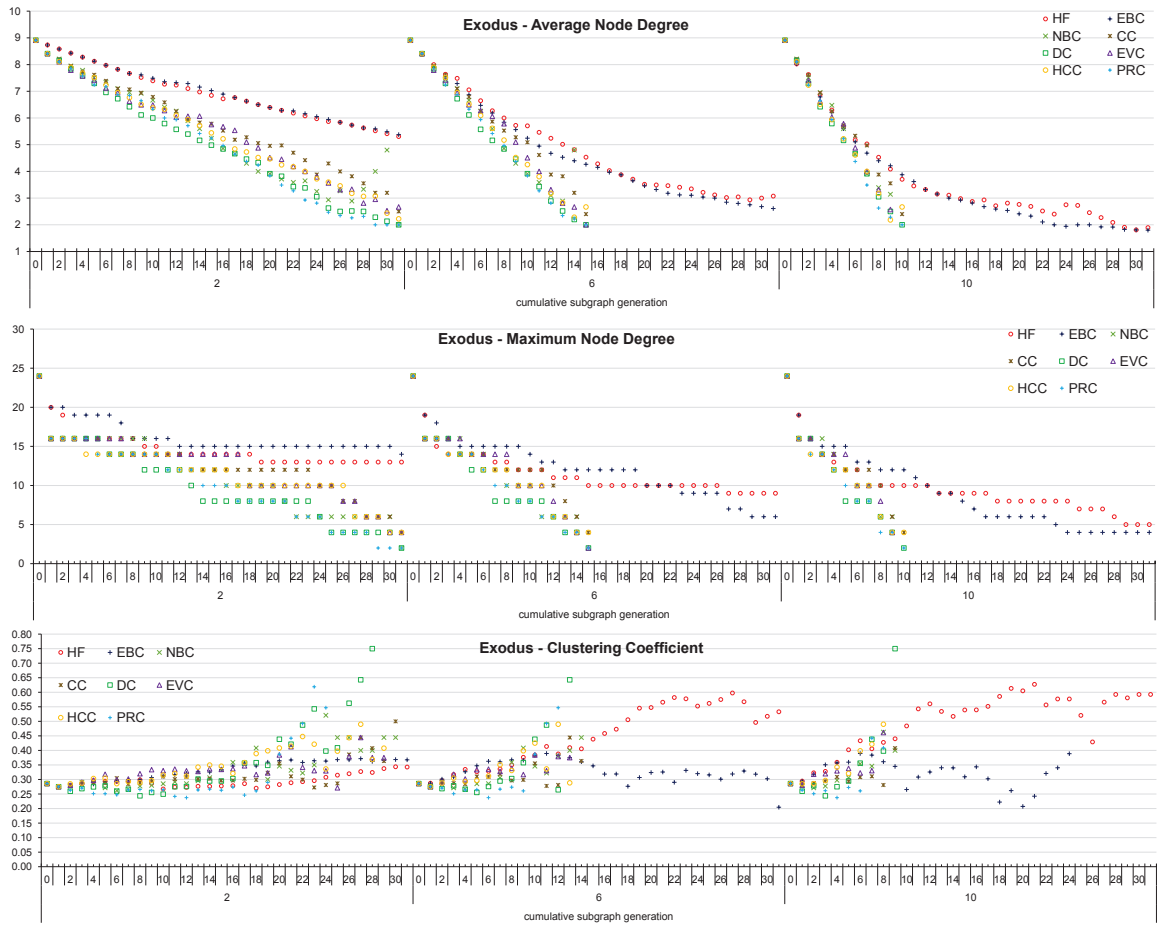 Exodus - Average Node Degree
HF EBC
NBC CC
DC EVC
HCC PRC
10
9
8
7
6
5
4
3
2
1
0 2 4 6 8 10 12 14 16 18 20 22 24 26 28 30 0 2 4 6 8 10 12 14 16 18 20 22 24 26 28 30 0 2 4 6 8 10 12 14 16 18 20 22 24 26 28 30
2 6 10
cumulative subgraph generation
Exodus - Maximum Node Degree
HF EBC NBC
CC DC EVC
HCC PRC
30
25
20
15
10
5
0
0 2 4 6 8 10 12 14 16 18 20 22 24 26 28 30 0 2 4 6 8 10 12 14 16 18 20 22 24 26 28 30 0 2 4 6 8 10 12 14 16 18 20 22 24 26 28 30
2 6 10
cumulative subgraph generation
Exodus - Clustering Coefficient
HF EBC NBC
CC DC EVC
HCC PRC
0.80
0.75
0.70
0.65
0.60
0.55
0.50
0.45
0.40
0.35
0.30
0.25
0.20
0.15
0.10
0.05
0.00
0 2 4 6 8 10 12 14 16 18 20 22 24 26 28 30 0 2 4 6 8 10 12 14 16 18 20 22 24 26 28 30 0 2 4 6 8 10 12 14 16 18 20 22 24 26 28 30
2 6 10
cumulative subgraph generation